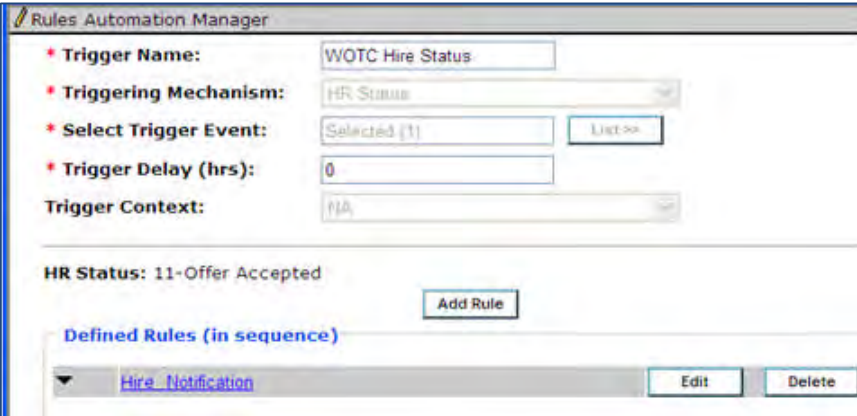 Rules Automation Manager
* Trigger Name: WOTC Hire Status
* Triggering Mechanism: HR Status
* Select Trigger Event: Selected (1) List >>
* Trigger Delay (hrs): 0
Trigger Context: NA
HR Status: 11-Offer Accepted
Add Rule
Defined Rules (in sequence)
Hire_Notification Edit Delete